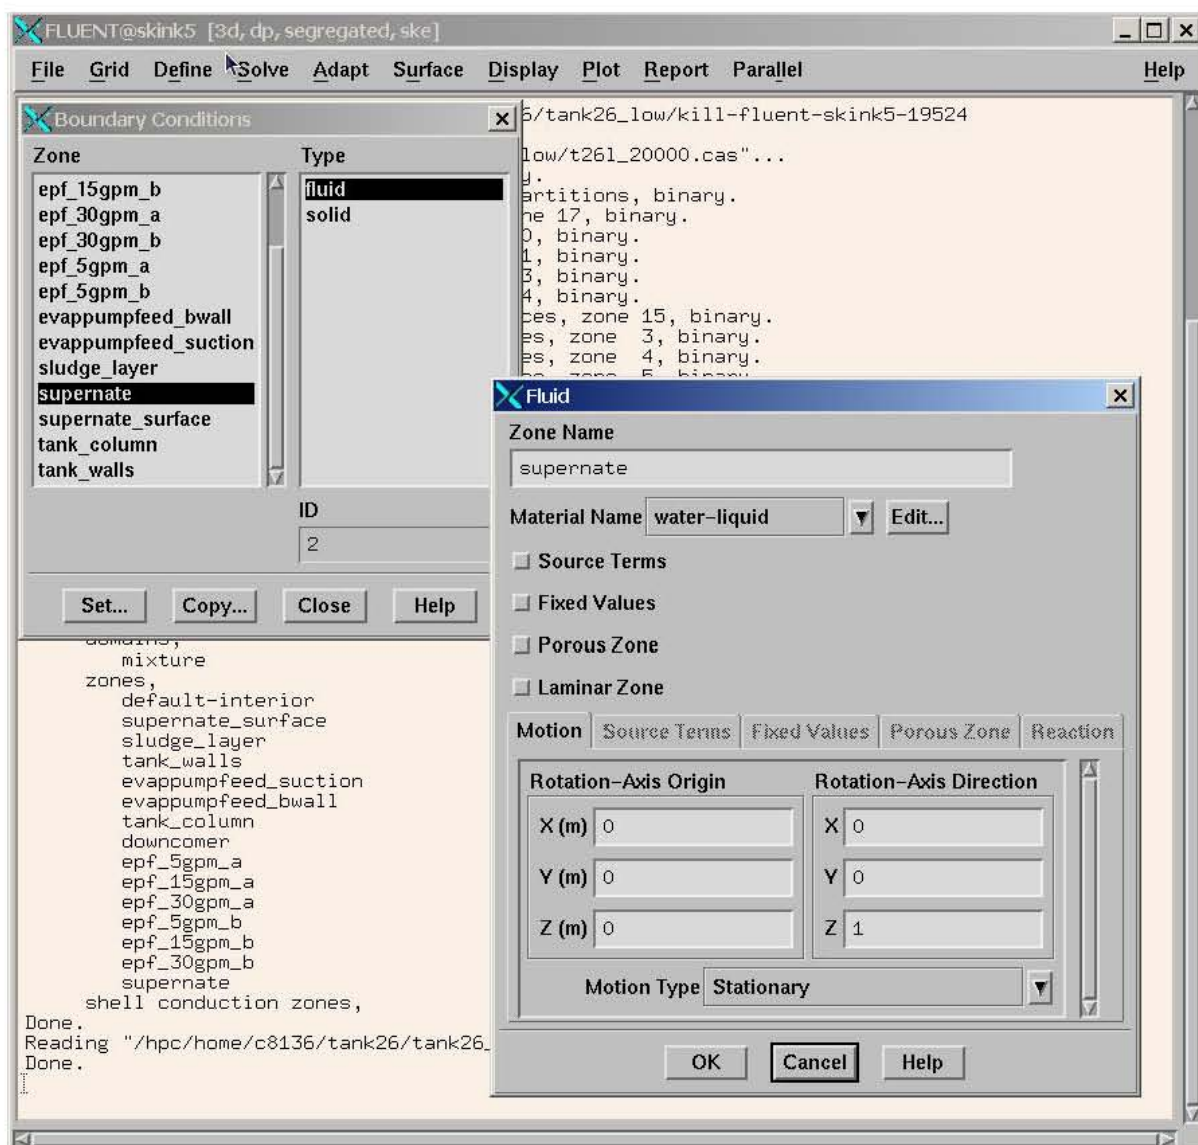 FLUENT@skink5 [3d, dp, segregated, ske]
File Grid Define Solve Adapt Surface Display Plot Report Parallel Help
Boundary Conditions
Zone
epf_15gpm_b
epf_30gpm_a
epf_30gpm_b
epf_5gpm_a
epf_5gpm_b
evappumpfeed_bwall
evappumpfeed_suction
sludge_layer
supernate
supernate_surface
tank_column
tank_walls
Type
fluid
solid
ID
2
Set... Copy... Close Help
6/tank26_low/kill-fluent-skink5-19524
low/t26l_20000.cas"...
y.
artitions, binary.
ne 17, binary.
0, binary.
1, binary.
3, binary.
4, binary.
ces, zone 15, binary.
es, zone 3, binary.
es, zone 4, binary.
zone 5, binary.
Fluid
Zone Name
supernate
Material Name water-liquid Edit...
Source Terms
Fixed Values
Porous Zone
Laminar Zone
Motion Source Terms Fixed Values Porous Zone Reaction
Rotation-Axis Origin
X (m) 0
Y (m) 0
Z (m) 0
Rotation-Axis Direction
X 0
Y 0
Z 1
Motion Type Stationary
OK Cancel Help
domains,
mixture
zones,
default-interior
supernate_surface
sludge_layer
tank_walls
evappumpfeed_suction
evappumpfeed_bwall
tank_column
downcomer
epf_5gpm_a
epf_15gpm_a
epf_30gpm_a
epf_5gpm_b
epf_15gpm_b
epf_30gpm_b
supernate
shell conduction zones,
Done.
Reading "/hpc/home/c8136/tank26/tank26_
Done.